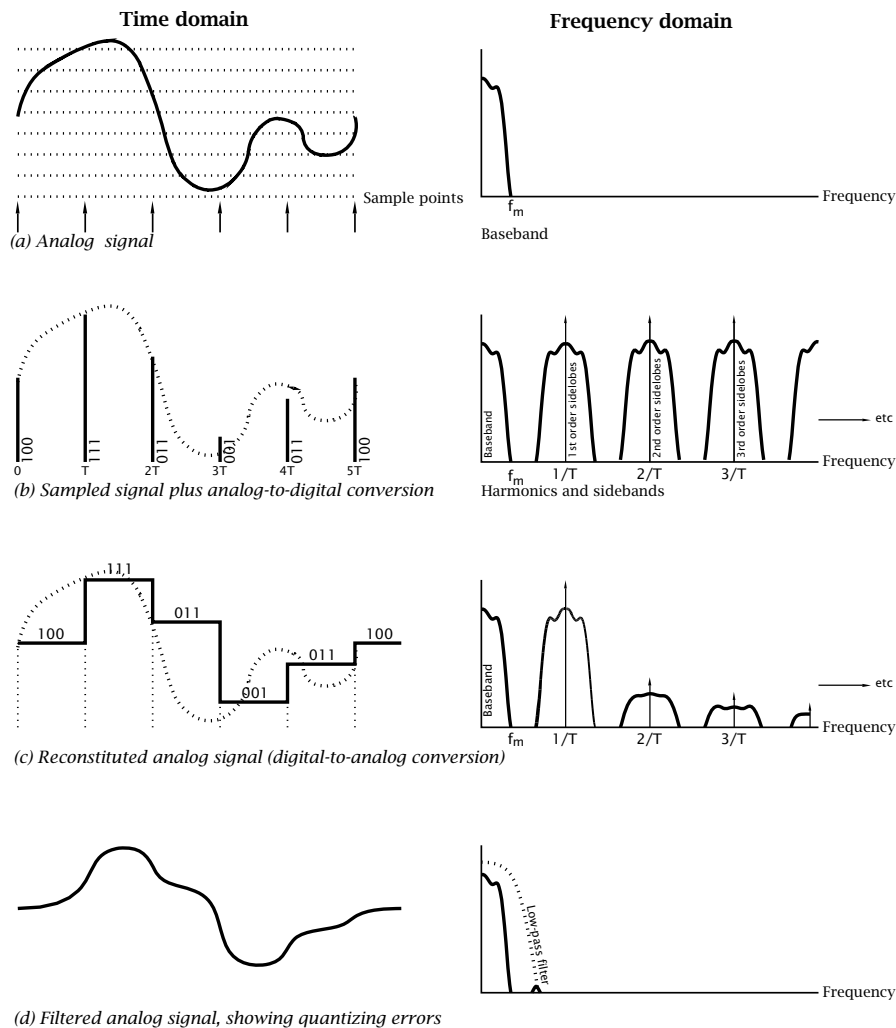 Time domain
Frequency domain
Sample points
(a) Analog signal
Frequency
fm
Baseband
100
111
011
001
011
100
0
T
2T
3T
4T
5T
(b) Sampled signal plus analog-to-digital conversion
Baseband
1st order sidelobes
2nd order sidelobes
3rd order sidelobes
etc
Frequency
fm
1/T
2/T
3/T
Harmonics and sidebands
100
111
011
001
011
100
(c) Reconstituted analog signal (digital-to-analog conversion)
Baseband
etc
Frequency
fm
1/T
2/T
3/T
(d) Filtered analog signal, showing quantizing errors
Low-pass filter
Frequency